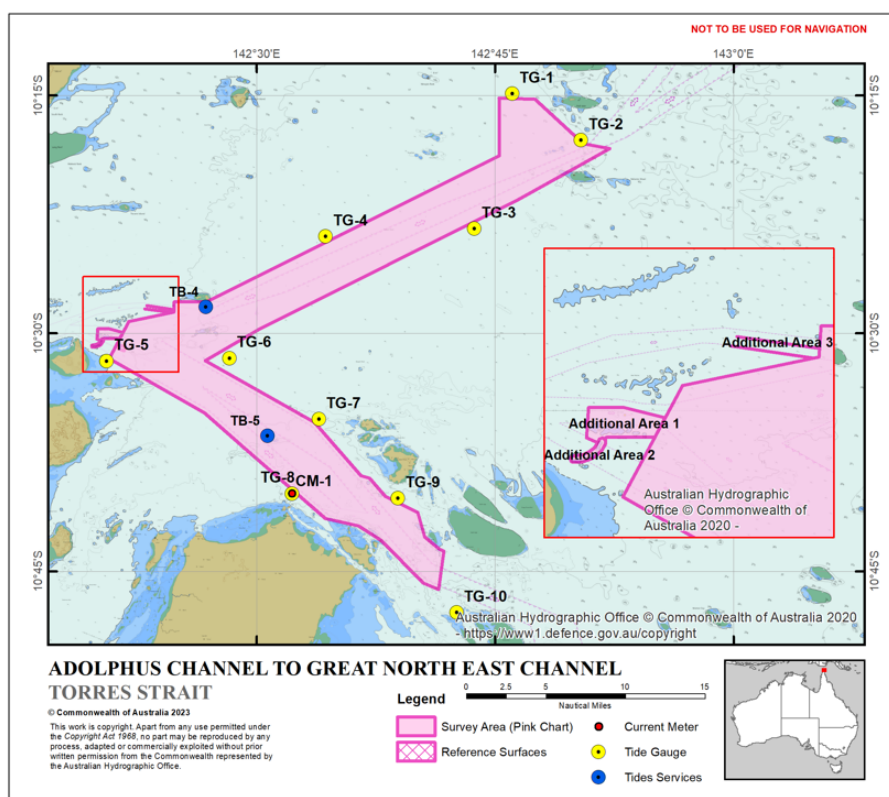 NOT TO BE USED FOR NAVIGATION
142°30'E 142°45'E 143°0'E
10°15'S 10°15'S
TG-1
TG-2
TG-3
TG-4
TB-4
10°30'S 10°30'S
TG-5
TG-6
Additional Area 3
TG-7
TB-5
Additional Area 1
Additional Area 2
TG-8 CM-1
TG-9
Australian Hydrographic
Office © Commonwealth of
Australia 2020 -
10°45'S 10°45'S
TG-10
Australian Hydrographic Office © Commonwealth of Australia 2020
- https://www1.defence.gov.au/copyright
ADOLPHUS CHANNEL TO GREAT NORTH EAST CHANNEL
TORRES STRAIT
© Commonwealth of Australia 2023
This work is copyright. Apart from any use permitted under
the Copyright Act 1968, no part may be reproduced by any
process, adapted or commercially exploited without prior
written permission from the Commonwealth represented by
the Australian Hydrographic Office.
Legend
0 2.5 5 10 15
Nautical Miles
Survey Area (Pink Chart)
Reference Surfaces
Current Meter
Tide Gauge
Tides Services